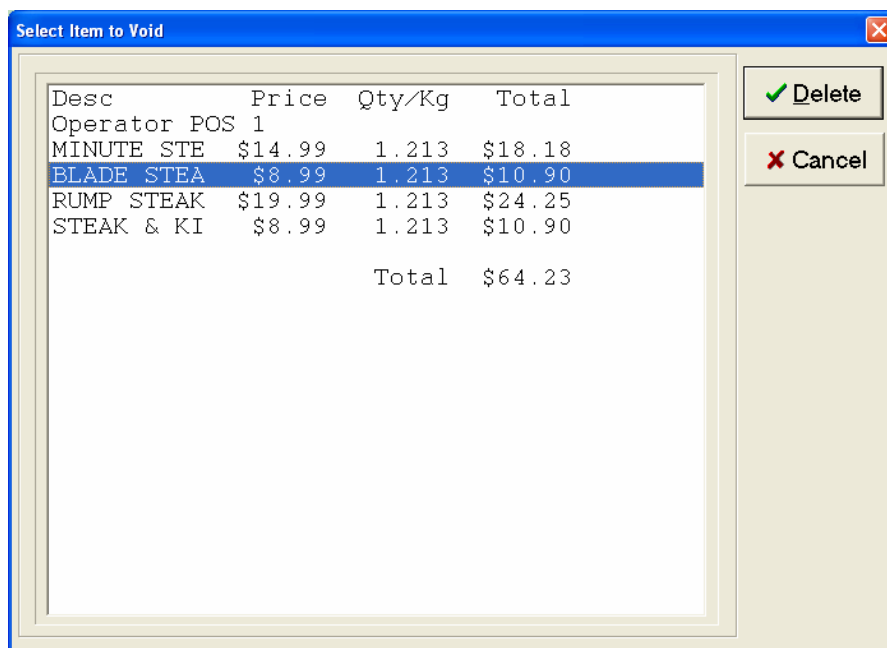 Select Item to Void
Desc Price Qty/Kg Total
Operator POS 1
MINUTE STE $14.99 1.213 $18.18
BLADE STEA $8.99 1.213 $10.90
RUMP STEAK $19.99 1.213 $24.25
STEAK & KI $8.99 1.213 $10.90
Total $64.23
Delete
Cancel